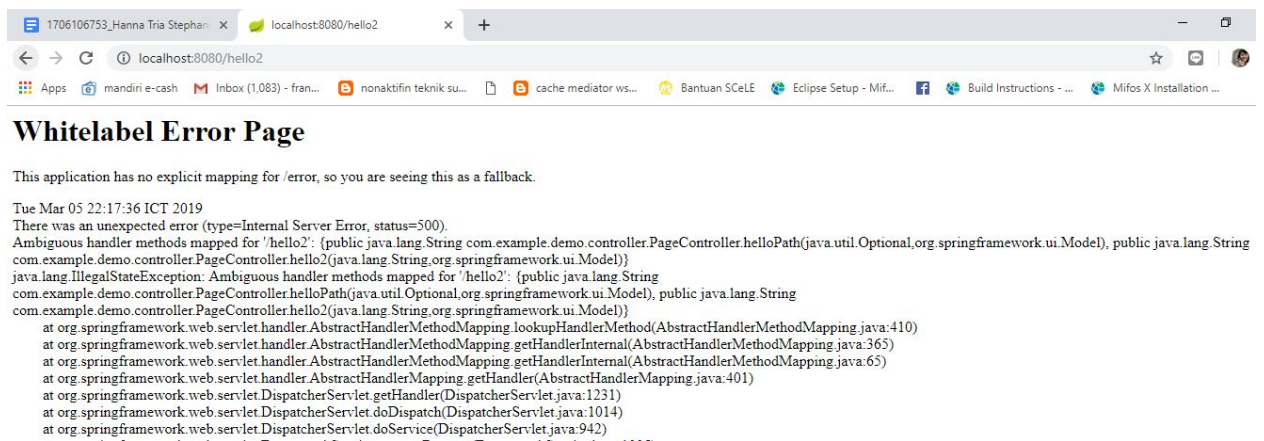 1706106753_Hanna Tria Stephan
localhost:8080/hello2
localhost:8080/hello2
Apps mandiri e-cash Inbox (1,083) - fran... nonaktifin teknik su... cache mediator ws... Bantuan SCeLE Eclipse Setup - Mif... Build Instructions - ... Mifos X Installation ...
Whitelabel Error Page
This application has no explicit mapping for /error, so you are seeing this as a fallback.
Tue Mar 05 22:17:36 ICT 2019
There was an unexpected error (type=Internal Server Error, status=500).
Ambiguous handler methods mapped for '/hello2': {public java.lang.String com.example.demo.controller.PageController.helloPath(java.util.Optional,org.springframework.ui.Model), public java.lang.String
com.example.demo.controller.PageController.hello2(java.lang.String,org.springframework.ui.Model)}
java.lang.IllegalStateException: Ambiguous handler methods mapped for '/hello2': {public java.lang.String
com.example.demo.controller.PageController.helloPath(java.util.Optional,org.springframework.ui.Model), public java.lang.String
com.example.demo.controller.PageController.hello2(java.lang.String,org.springframework.ui.Model)}
at org.springframework.web.servlet.handler.AbstractHandlerMethodMapping.lookupHandlerMethod(AbstractHandlerMethodMapping.java:410)
at org.springframework.web.servlet.handler.AbstractHandlerMethodMapping.getHandlerInternal(AbstractHandlerMethodMapping.java:365)
at org.springframework.web.servlet.handler.AbstractHandlerMethodMapping.getHandlerInternal(AbstractHandlerMethodMapping.java:65)
at org.springframework.web.servlet.handler.AbstractHandlerMapping.getHandler(AbstractHandlerMapping.java:401)
at org.springframework.web.servlet.DispatcherServlet.getHandler(DispatcherServlet.java:1231)
at org.springframework.web.servlet.DispatcherServlet.doDispatch(DispatcherServlet.java:1014)
at org.springframework.web.servlet.DispatcherServlet.doService(DispatcherServlet.java:942)